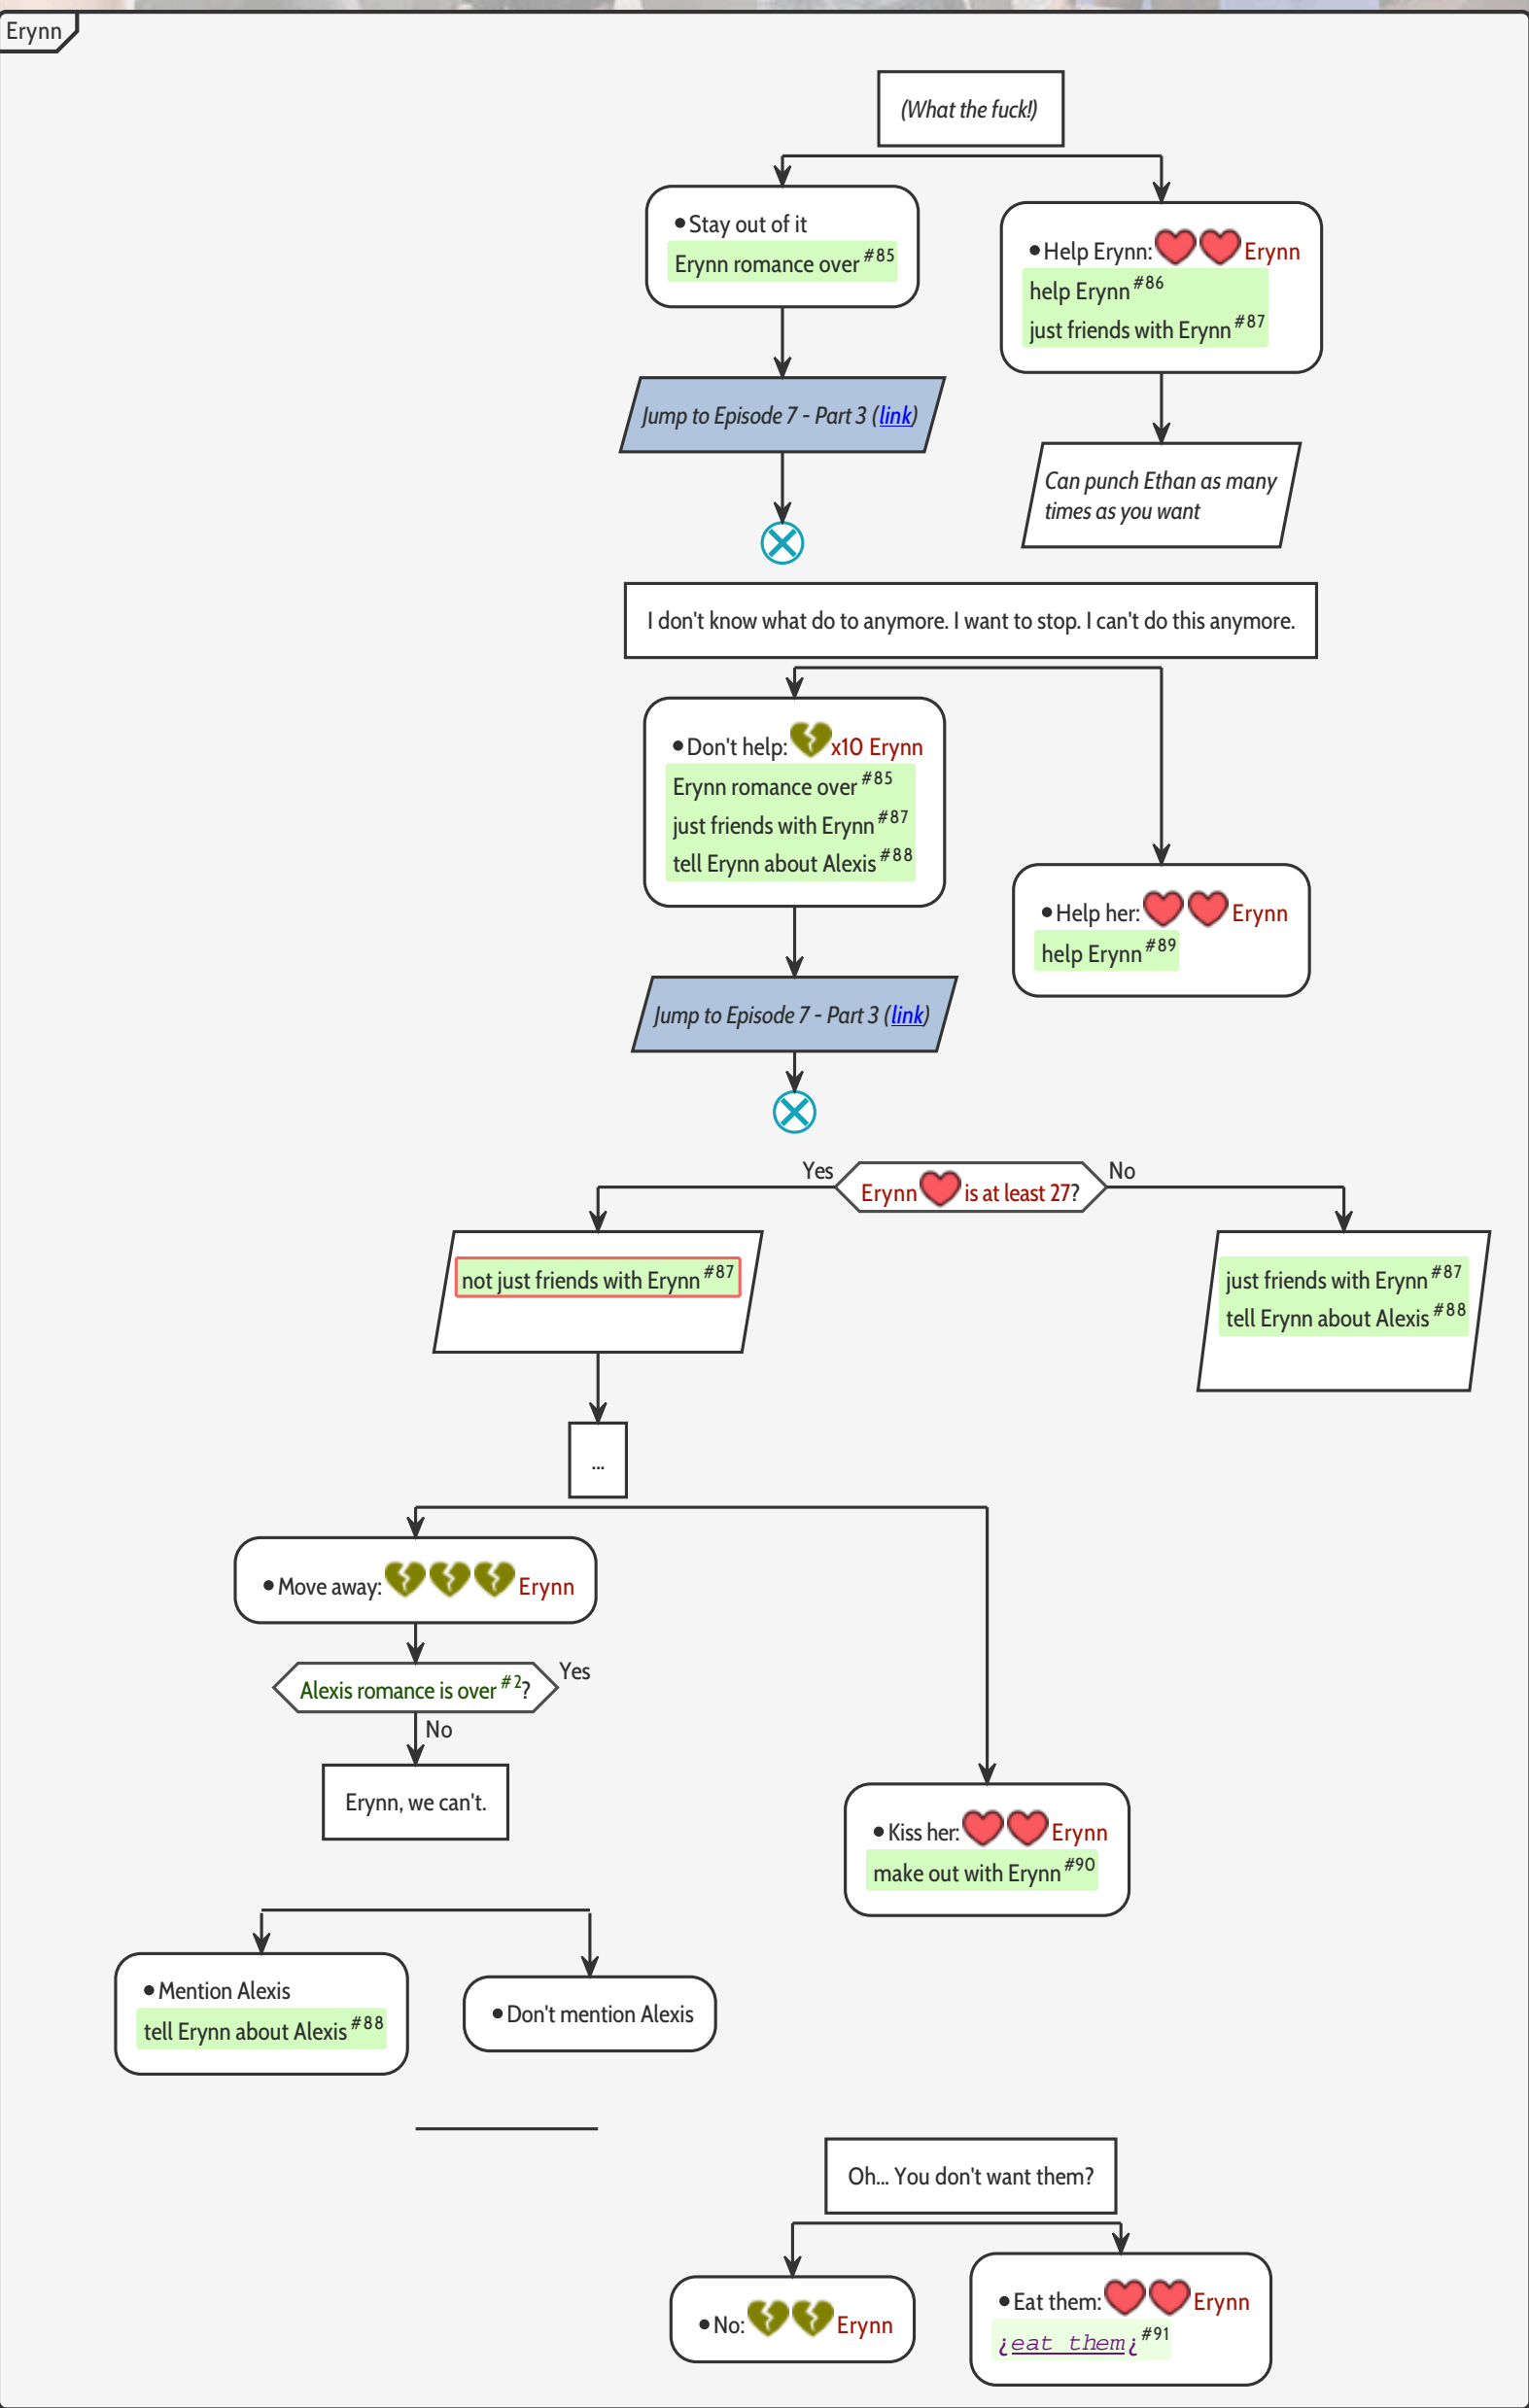 Erynn
(What the fuck!)
• Stay out of it
Erynn romance over #85
• Help Erynn: Erynn
help Erynn #86
just friends with Erynn #87
Jump to Episode 7 - Part 3 (link)
Can punch Ethan as many
times as you want
I don't know what do to anymore. I want to stop. I can't do this anymore.
• Don't help: x10 Erynn
Erynn romance over #85
just friends with Erynn #87
tell Erynn about Alexis #88
• Help her: Erynn
help Erynn #89
Jump to Episode 7 - Part 3 (link)
Yes
Erynn is at least 27?
No
not just friends with Erynn #87
just friends with Erynn #87
tell Erynn about Alexis #88
...
• Move away: Erynn
Alexis romance is over #2?
Yes
No
Erynn, we can't.
• Kiss her: Erynn
make out with Erynn #90
• Mention Alexis
tell Erynn about Alexis #88
• Don't mention Alexis
Oh... You don't want them?
• No: Erynn
• Eat them: Erynn
¿eat them¿ #91